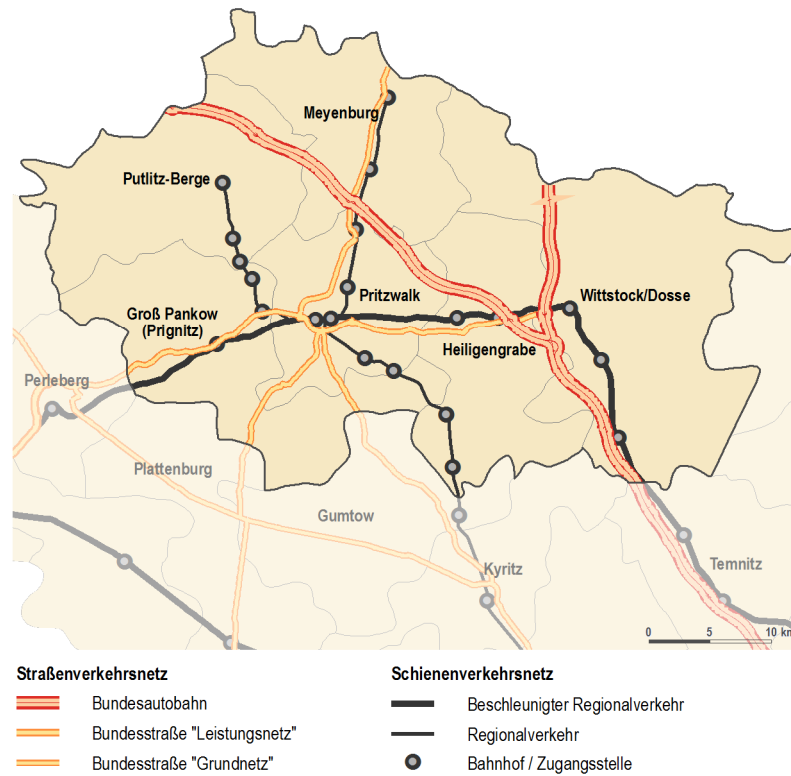 Meyenburg
Putlitz-Berge
Pritzwalk
Wittstock/Dosse
Groß Pankow
(Prignitz)
Heiligengrabe
Perleberg
Plattenburg
Gumtow
Kyritz
Temnitz
0 5 10 km
Straßenverkehrsnetz
Bundesautobahn
Bundesstraße "Leistungsnetz"
Bundesstraße "Grundnetz"
Schienenverkehrsnetz
Beschleunigter Regionalverkehr
Regionalverkehr
Bahnhof / Zugangsstelle